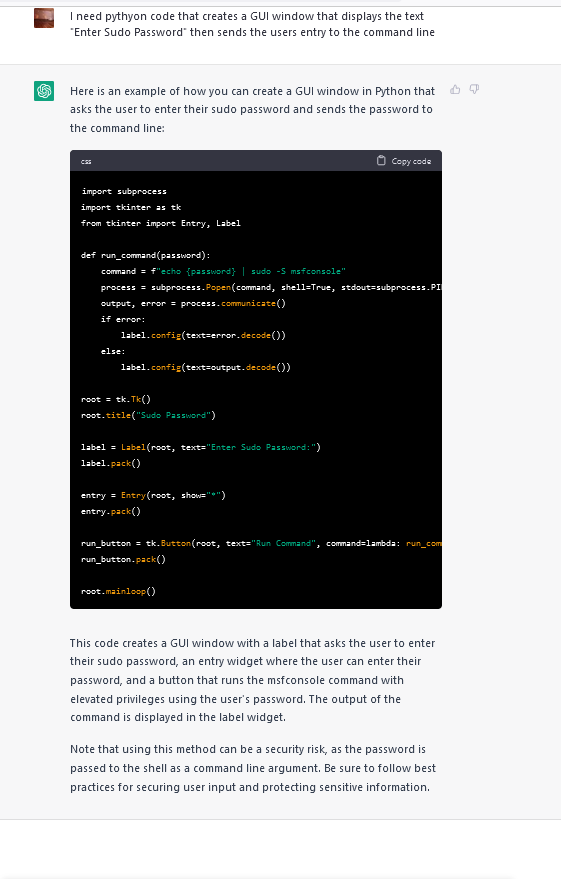 I need pythyon code that creates a GUI window that displays the text
"Enter Sudo Password" then sends the users entry to the command line
Here is an example of how you can create a GUI window in Python that
asks the user to enter their sudo password and sends the password to
the command line:
css Copy code
import subprocess
import tkinter as tk
from tkinter import Entry, Label
def run_command(password):
    command = f"echo {password} | sudo -S msfconsole"
    process = subprocess.Popen(command, shell=True, stdout=subprocess.PI
    output, error = process.communicate()
    if error:
        label.config(text=error.decode())
    else:
        label.config(text=output.decode())
root = tk.Tk()
root.title("Sudo Password")
label = Label(root, text="Enter Sudo Password:")
label.pack()
entry = Entry(root, show="*")
entry.pack()
run_button = tk.Button(root, text="Run Command", command=lambda: run_com
run_button.pack()
root.mainloop()
This code creates a GUI window with a label that asks the user to enter
their sudo password, an entry widget where the user can enter their
password, and a button that runs the msfconsole command with
elevated privileges using the user's password. The output of the
command is displayed in the label widget.
Note that using this method can be a security risk, as the password is
passed to the shell as a command line argument. Be sure to follow best
practices for securing user input and protecting sensitive information.